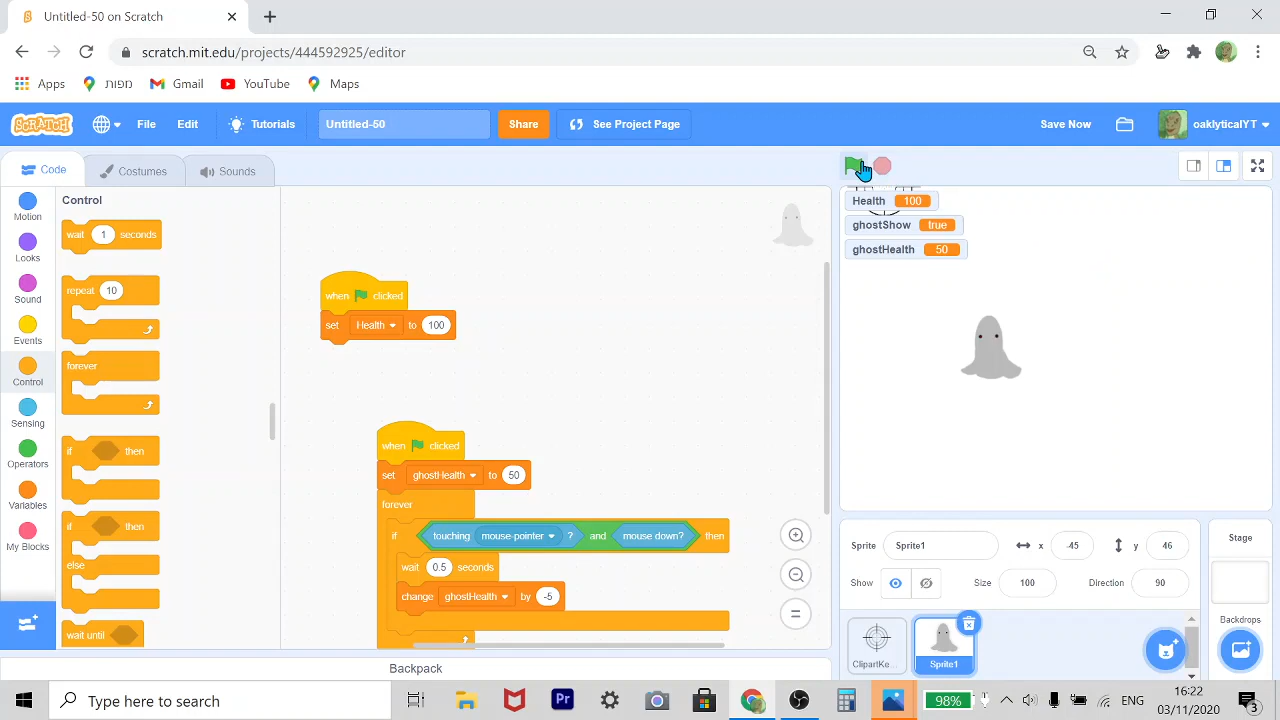 Untitled-50 on Scratch
scratch.mit.edu/projects/444592925/editor
Apps
מפות
Gmail
YouTube
Maps
SCRATCH
File
Edit
Tutorials
Untitled-50
Share
See Project Page
Save Now
oaklyticalYT
Code
Costumes
Sounds
Motion
Looks
Sound
Events
Control
Sensing
Operators
Variables
My Blocks
Control
wait 1 seconds
repeat 10
forever
if then
if then
else
wait until
when clicked
set Health to 100
when clicked
set ghostHealth to 50
forever
if touching mouse-pointer ? and mouse down? then
wait 0.5 seconds
change ghostHealth by -5
Health 100
ghostShow true
ghostHealth 50
Sprite Sprite1 x -45 y 46
Show Size 100 Direction 90
ClipartKe...
Sprite1
Stage
Backdrops
Backpack
Type here to search
Pr
98%
ENG
16:22
03/11/2020
3